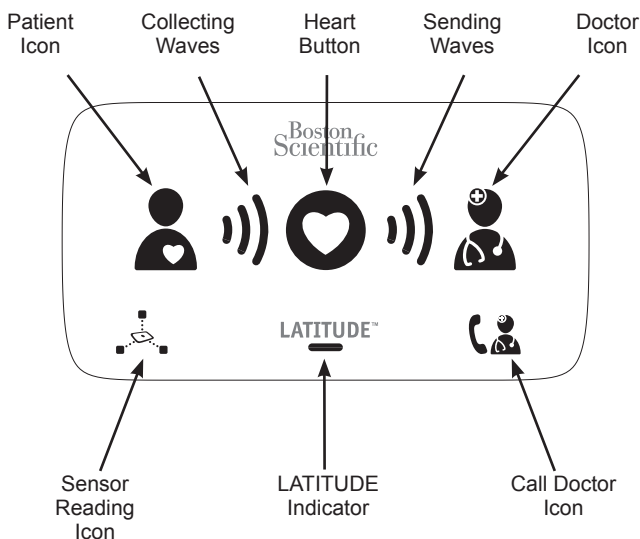 Patient
Icon
Collecting
Waves
Heart
Button
Sending
Waves
Doctor
Icon
Boston
Scientific
LATITUDE™
Sensor
Reading
Icon
LATITUDE
Indicator
Call Doctor
Icon